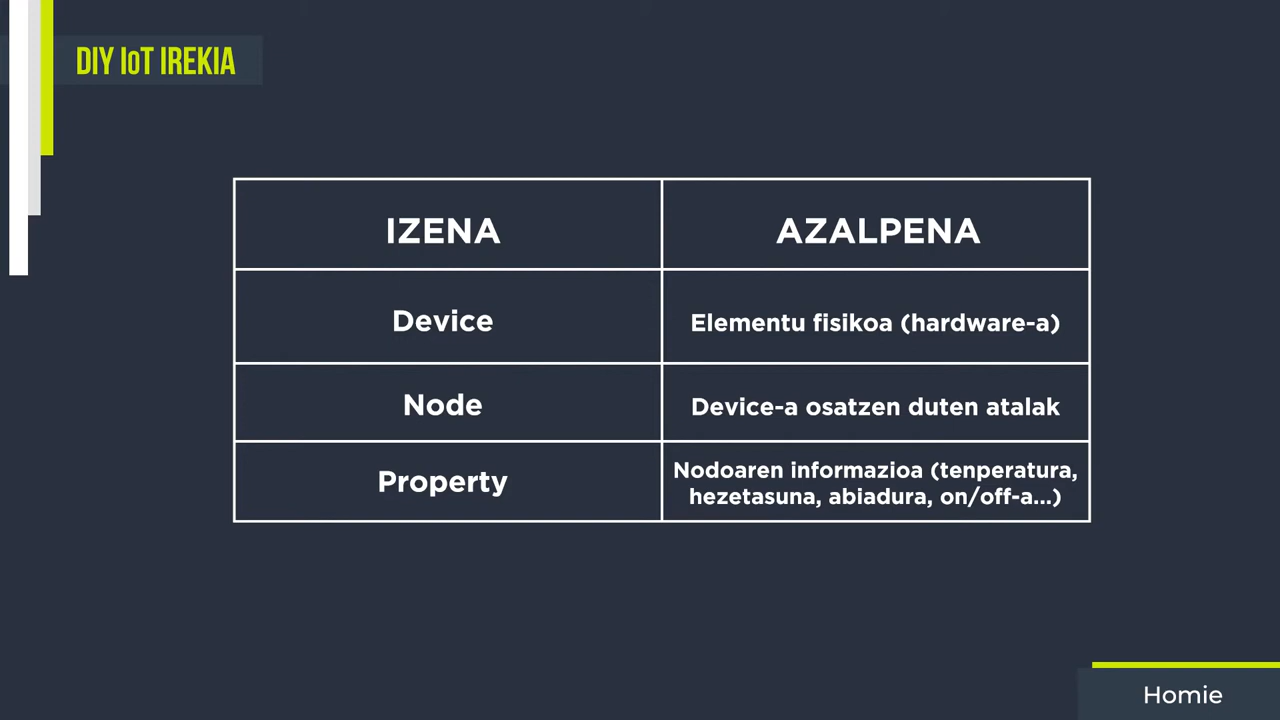 DIY IoT IREKIA
IZENA
AZALPENA
Device
Elementu fisikoa (hardware-a)
Node
Device-a osatzen duten atalak
Property
Nodoaren informazioa (tenperatura,
hezetasuna, abiadura, on/off-a...)
Homie